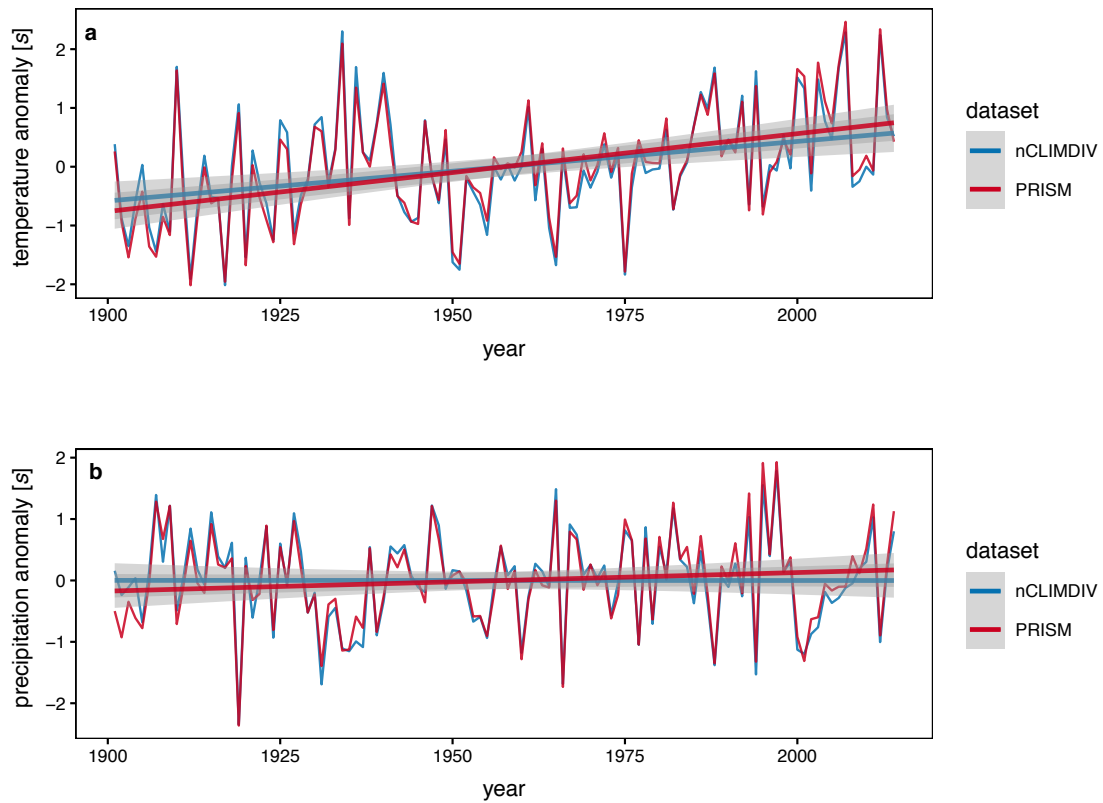 a
temperature anomaly [s]
2
1
0
−1
−2
1900 1925 1950 1975 2000
year
dataset
nCLIMDIV
PRISM
b
precipitation anomaly [s]
2
1
0
−1
−2
1900 1925 1950 1975 2000
year
dataset
nCLIMDIV
PRISM